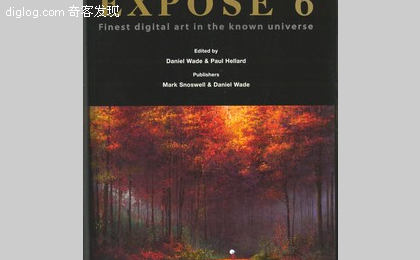 diglog.com 奇客发现
EXPOSÉ 6
Finest digital art in the known universe
Edited by
Daniel Wade & Paul Hellard
Publishers
Mark Snoswell & Daniel Wade